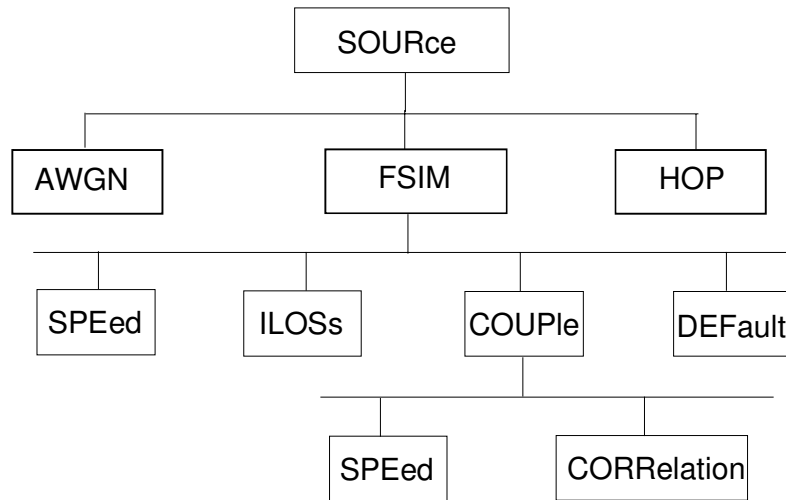 SOURce
AWGN
FSIM
HOP
SPEed
ILOSs
COUPle
DEFault
SPEed
CORRelation